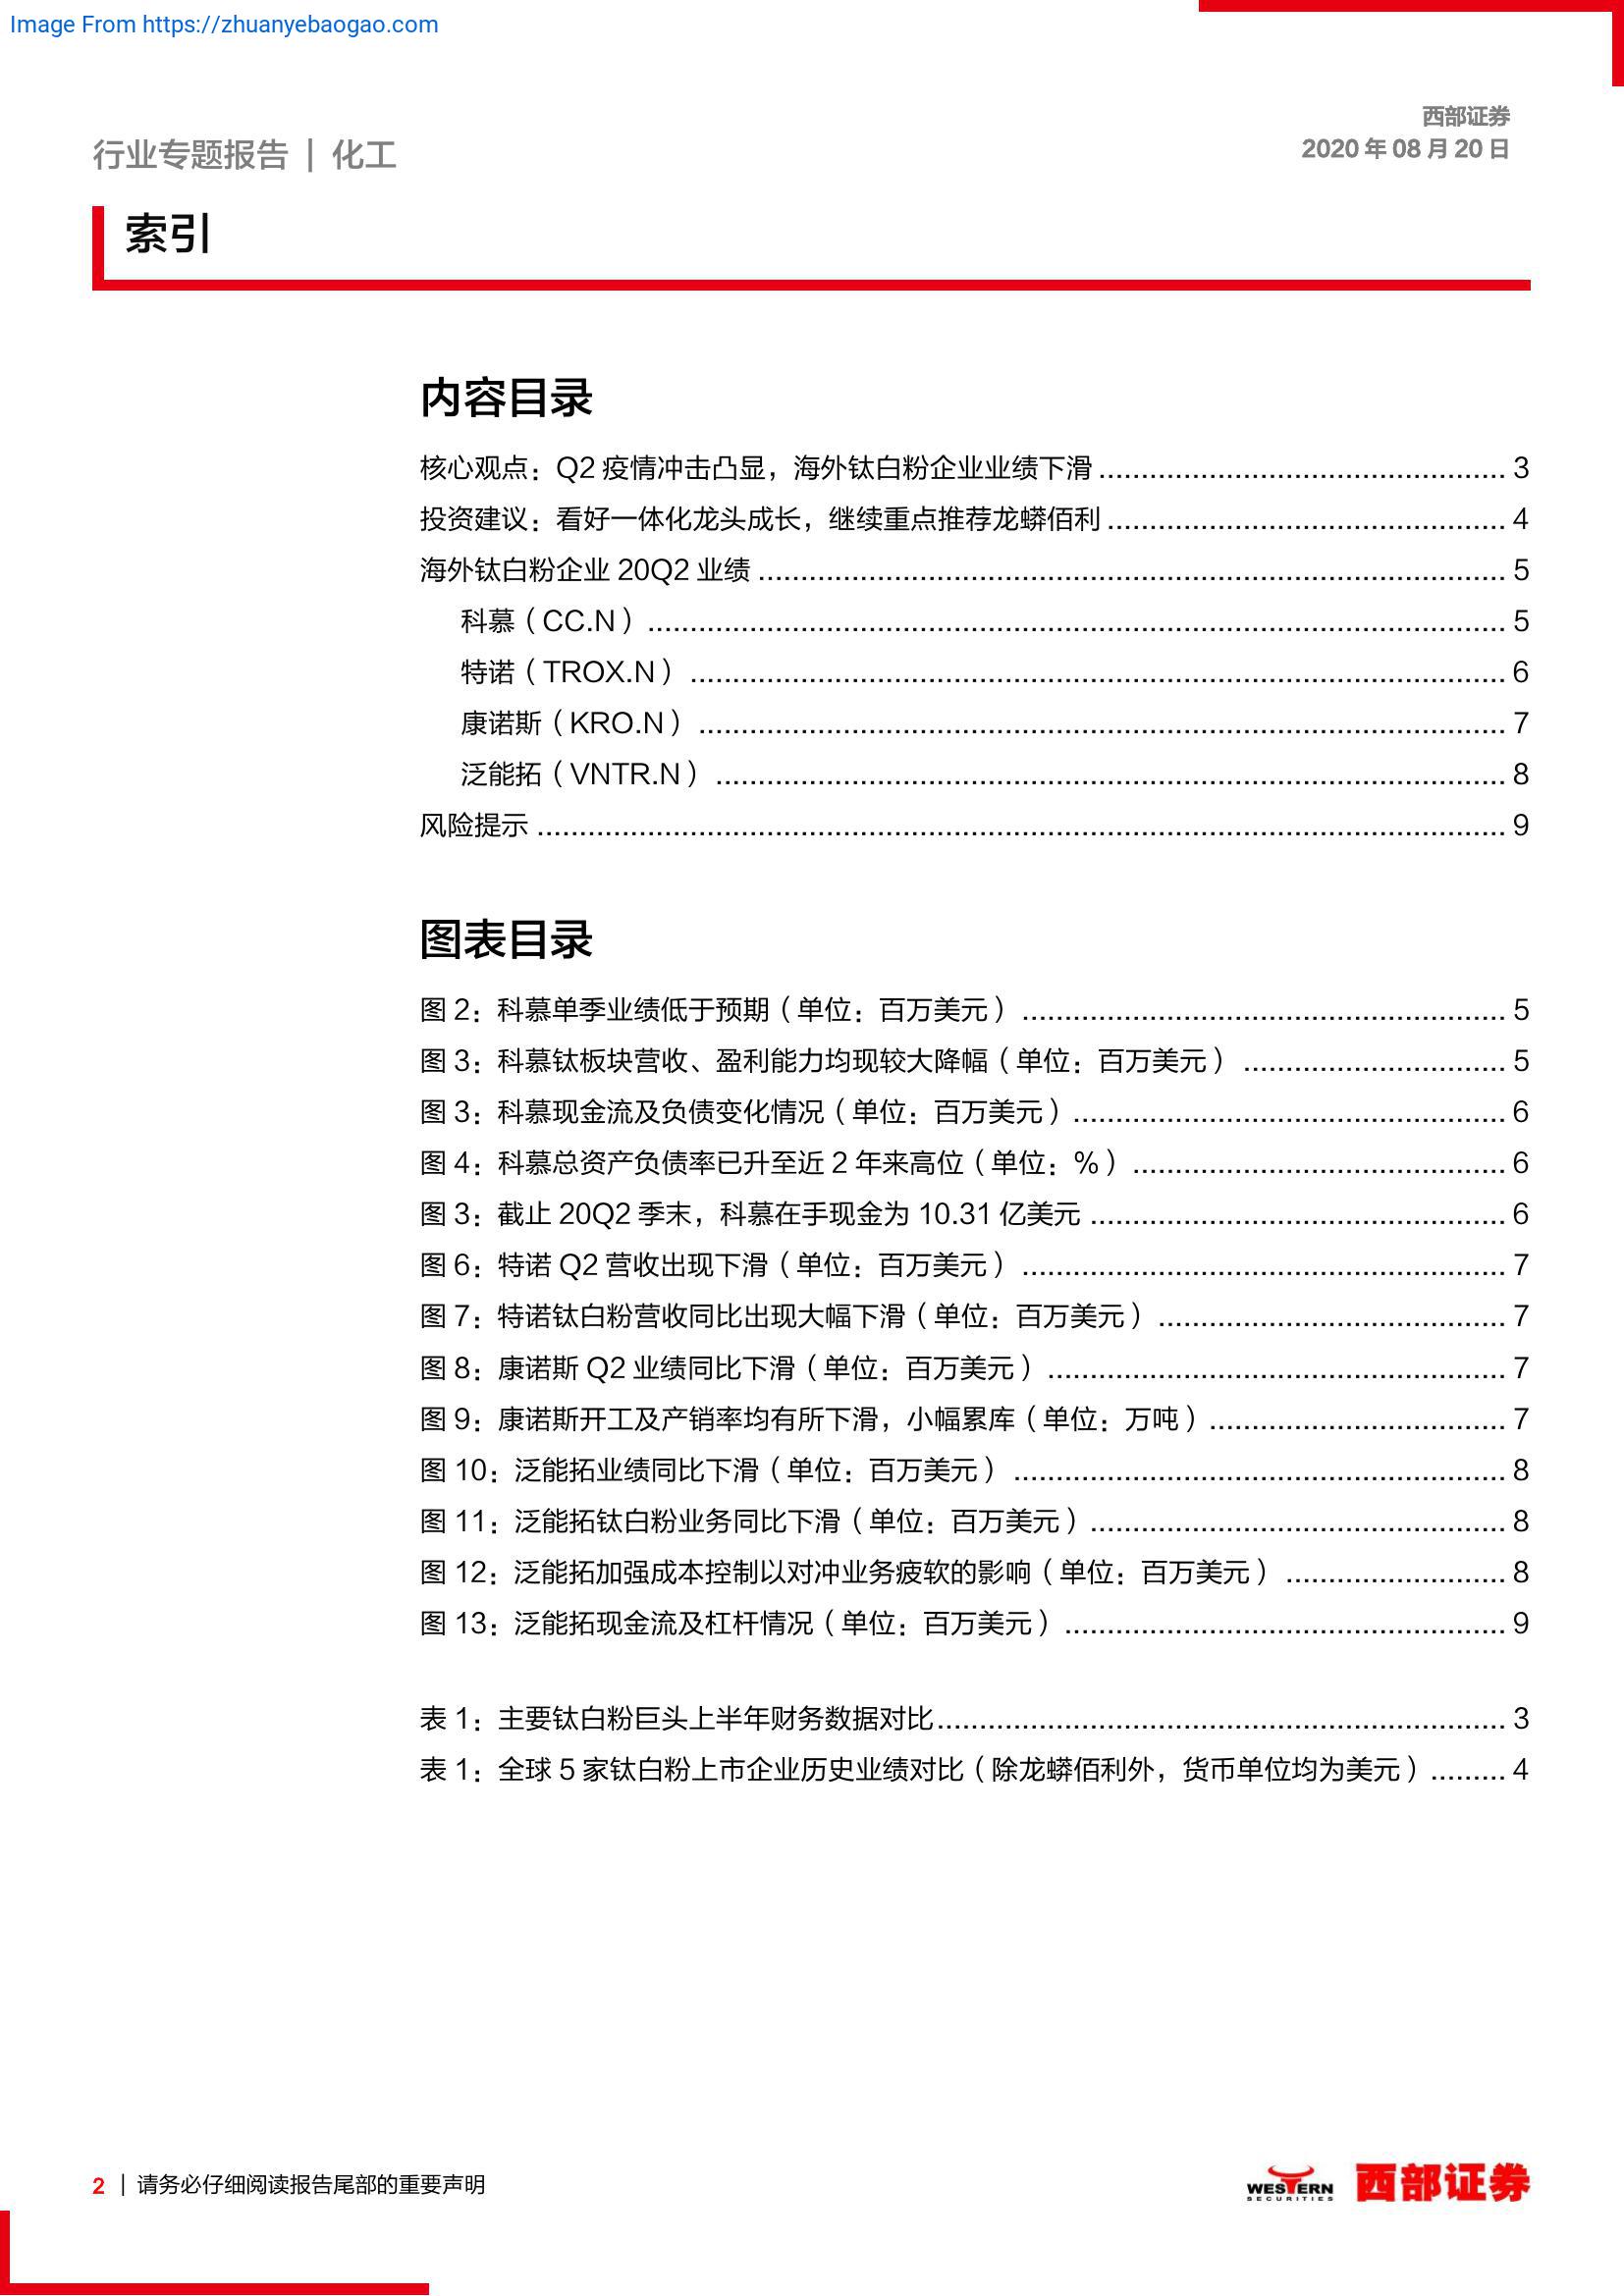 Image From https://zhuanyebaogao.com
西部证券
行业专题报告 | 化工
2020 年 08 月 20 日
索引
内容目录
核心观点：Q2 疫情冲击凸显，海外钛白粉企业业绩下滑 3
投资建议：看好一体化龙头成长，继续重点推荐龙蟒佰利 4
海外钛白粉企业 20Q2 业绩 5
科慕（CC.N） 5
特诺（TROX.N） 6
康诺斯（KRO.N） 7
泛能拓（VNTR.N） 8
风险提示 9
图表目录
图 2：科慕单季业绩低于预期（单位：百万美元） 5
图 3：科慕钛板块营收、盈利能力均现较大降幅（单位：百万美元） 5
图 3：科慕现金流及负债变化情况（单位：百万美元） 6
图 4：科慕总资产负债率已升至近 2 年来高位（单位：%） 6
图 3：截止 20Q2 季末，科慕在手现金为 10.31 亿美元 6
图 6：特诺 Q2 营收出现下滑（单位：百万美元） 7
图 7：特诺钛白粉营收同比出现大幅下滑（单位：百万美元） 7
图 8：康诺斯 Q2 业绩同比下滑（单位：百万美元） 7
图 9：康诺斯开工及产销率均有所下滑，小幅累库（单位：万吨） 7
图 10：泛能拓业绩同比下滑（单位：百万美元） 8
图 11：泛能拓钛白粉业务同比下滑（单位：百万美元） 8
图 12：泛能拓加强成本控制以对冲业务疲软的影响（单位：百万美元） 8
图 13：泛能拓现金流及杠杆情况（单位：百万美元） 9
表 1：主要钛白粉巨头上半年财务数据对比 3
表 1：全球 5 家钛白粉上市企业历史业绩对比（除龙蟒佰利外，货币单位均为美元） 4
2 | 请务必仔细阅读报告尾部的重要声明
WESTERN
SECURITIES
西部证券